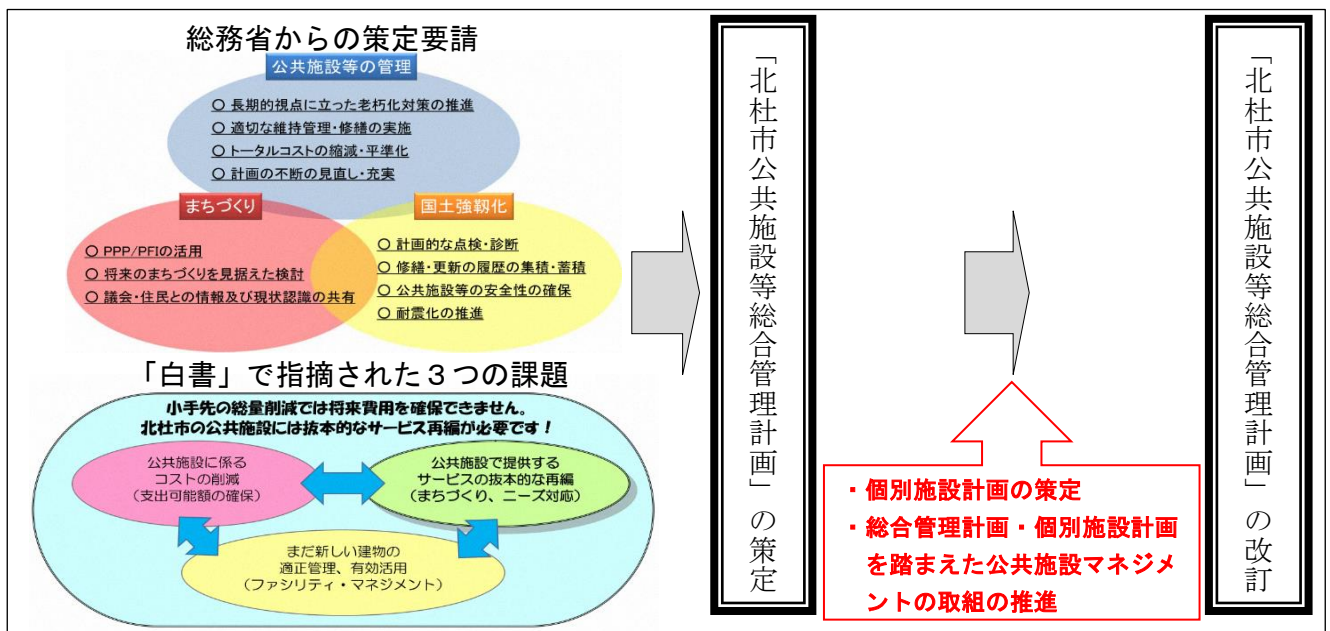 総務省からの策定要請
公共施設等の管理
○ 長期的視点に立った老朽化対策の推進
○ 適切な維持管理・修繕の実施
○ トータルコストの縮減・平準化
○ 計画の不断の見直し・充実
まちづくり
○ PPP/PFIの活用
○ 将来のまちづくりを見据えた検討
○ 議会・住民との情報及び現状認識の共有
国土強靱化
○ 計画的な点検・診断
○ 修繕・更新の履歴の集積・蓄積
○ 公共施設等の安全性の確保
○ 耐震化の推進
「白書」で指摘された３つの課題
小手先の総量削減では将来費用を確保できません。
北杜市の公共施設には抜本的なサービス再編が必要です！
公共施設に係る
コストの削減
（支出可能額の確保）
公共施設で提供する
サービスの抜本的な再編
（まちづくり、ニーズ対応）
まだ新しい建物の
適正管理、有効活用
（ファシリティ・マネジメント）
「北杜市公共施設等総合管理計画」の策定
・個別施設計画の策定
・総合管理計画・個別施設計画
を踏まえた公共施設マネジメ
ントの取組の推進
「北杜市公共施設等総合管理計画」の改訂